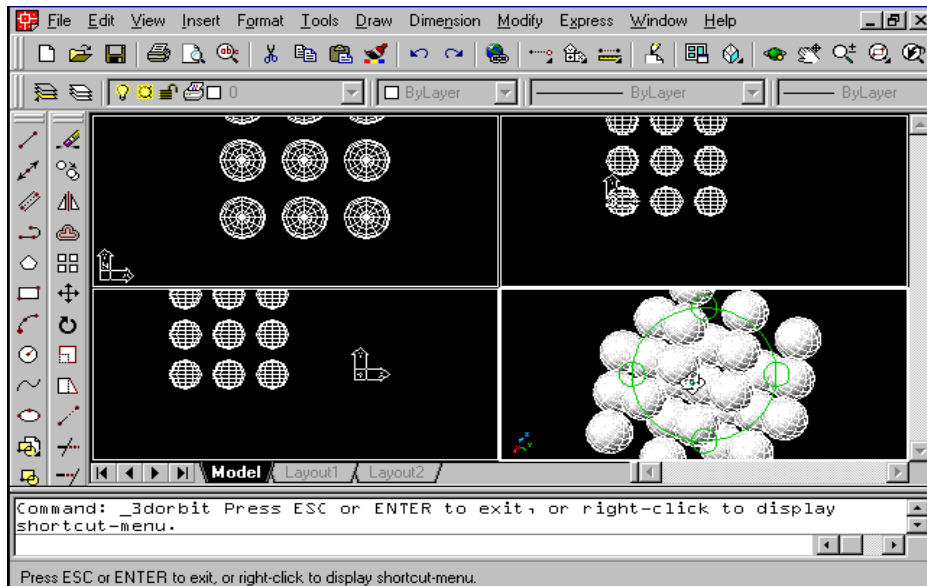 File Edit View Insert Format Tools Draw Dimension Modify Express Window Help
0 ByLayer ByLayer ByLayer
Model Layout1 Layout2
Command: _3dorbit Press ESC or ENTER to exit, or right-click to display
shortcut-menu.
Press ESC or ENTER to exit, or right-click to display shortcut-menu.